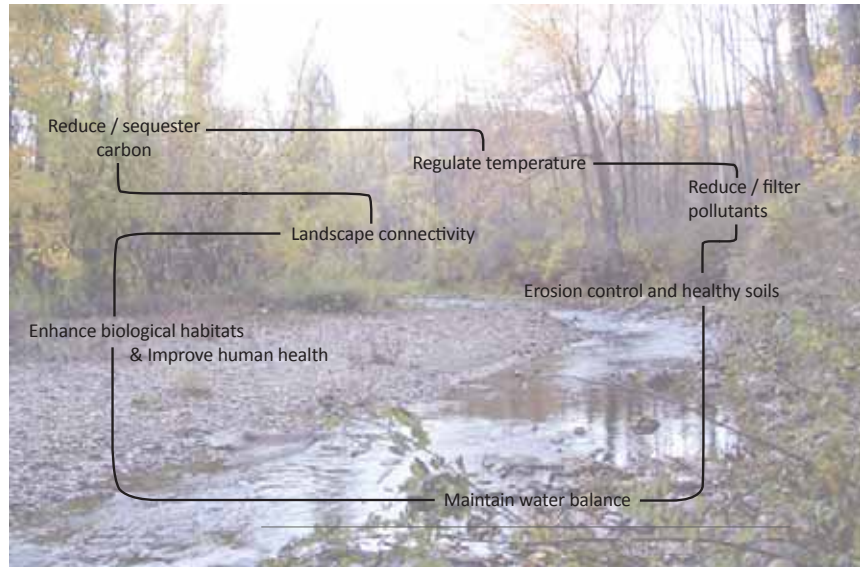 Reduce / sequester
carbon
Regulate temperature
Reduce / filter
pollutants
Landscape connectivity
Erosion control and healthy soils
Enhance biological habitats
& Improve human health
Maintain water balance